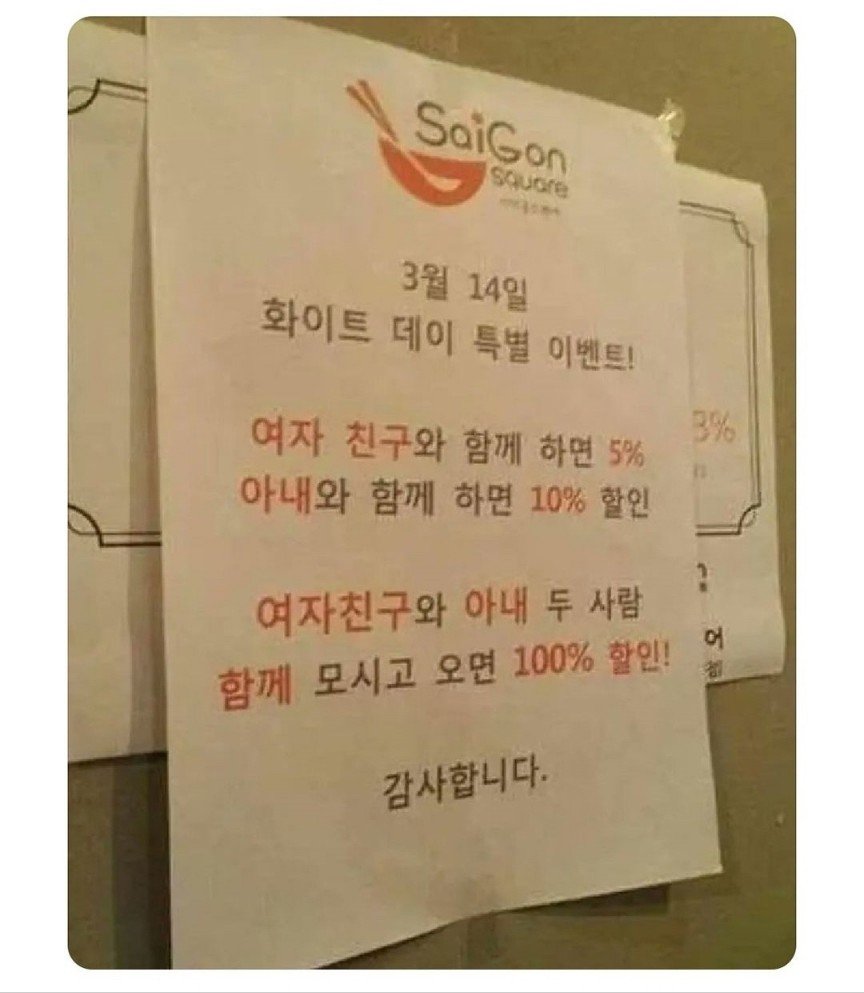 SaiGon
square
3월 14일
화이트 데이 특별 이벤트!
여자 친구와 함께 하면 5%
아내와 함께 하면 10% 할인
여자친구와 아내 두 사람
함께 모시고 오면 100% 할인!
감사합니다.
3%
어